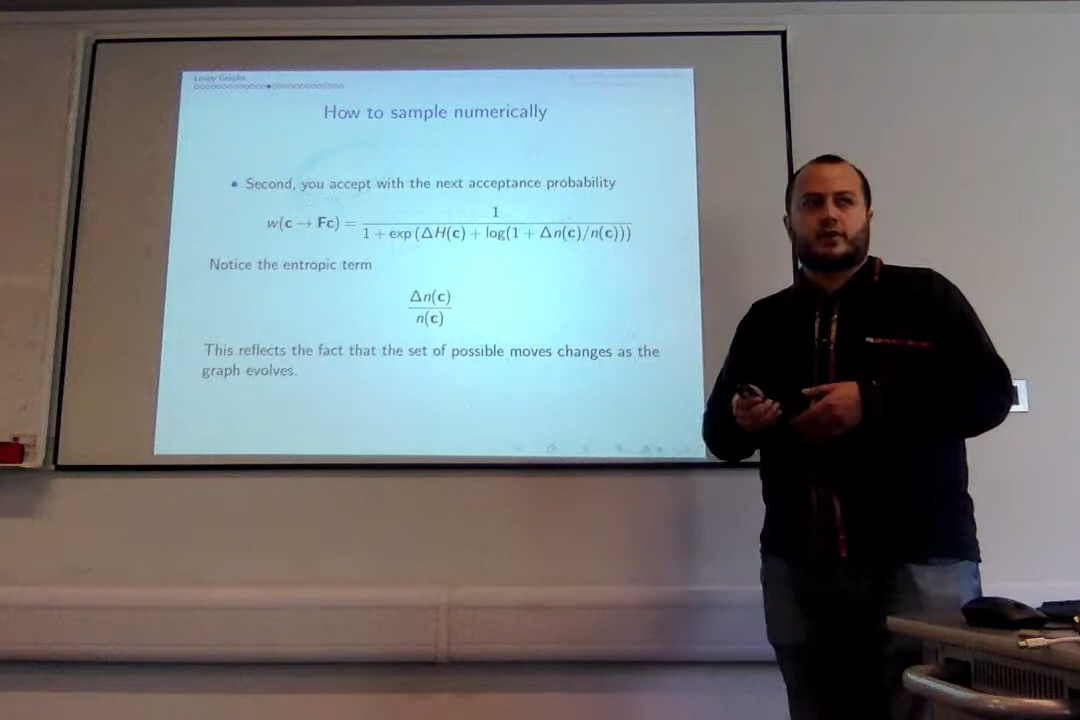 Loopy Graphs
How to sample numerically
• Second, you accept with the next acceptance probability
w(c → Fc) = 1 / (1 + exp (ΔH(c) + log(1 + Δn(c)/n(c))))
Notice the entropic term
Δn(c)
n(c)
This reflects the fact that the set of possible moves changes as the
graph evolves.